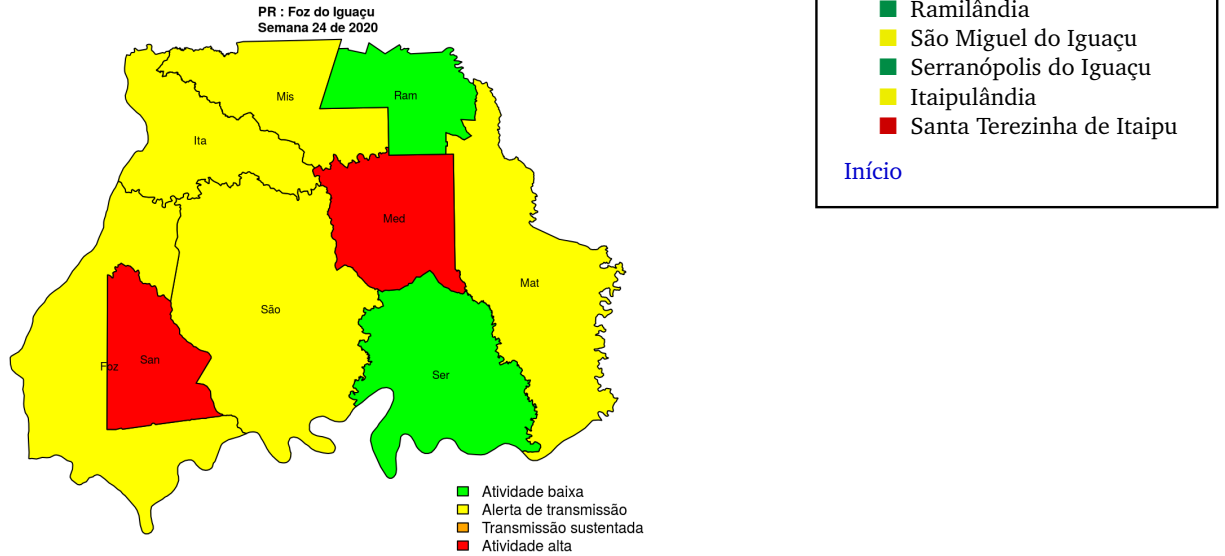 PR : Foz do Iguaçu
Semana 24 de 2020
Mis
Ram
Ita
Med
Mat
São
Foz
San
Ser
Atividade baixa
Alerta de transmissão
Transmissão sustentada
Atividade alta
Ramilândia
São Miguel do Iguaçu
Serranópolis do Iguaçu
Itaipulândia
Santa Terezinha de Itaipu
Início